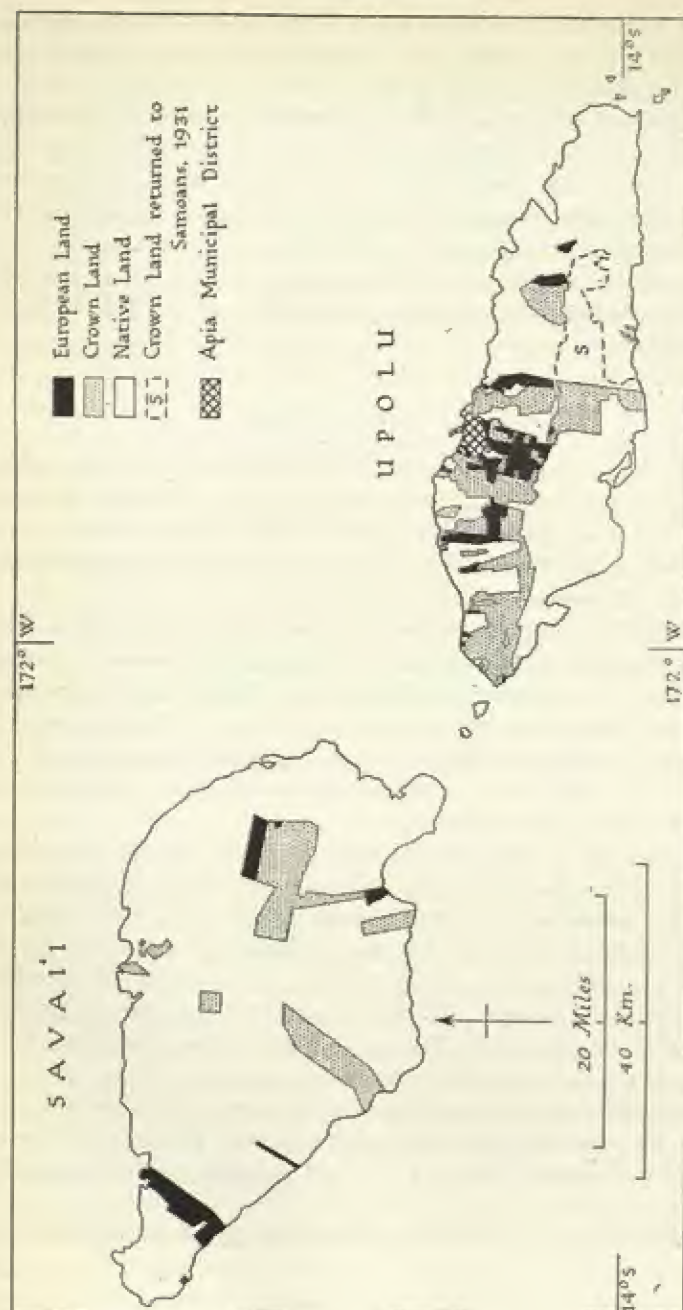 172° W
SAVAI'I
European Land
Crown Land
Native Land
S Crown Land returned to
Samoans, 1931
Apia Municipal District
UPOLU
S
20 Miles
40 Km.
14°S
172° W
14°S